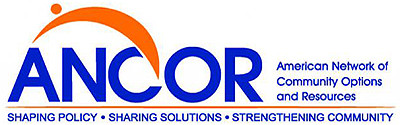 ANCOR
American Network of
Community Options
and Resources
SHAPING POLICY • SHARING SOLUTIONS • STRENGTHENING COMMUNITY